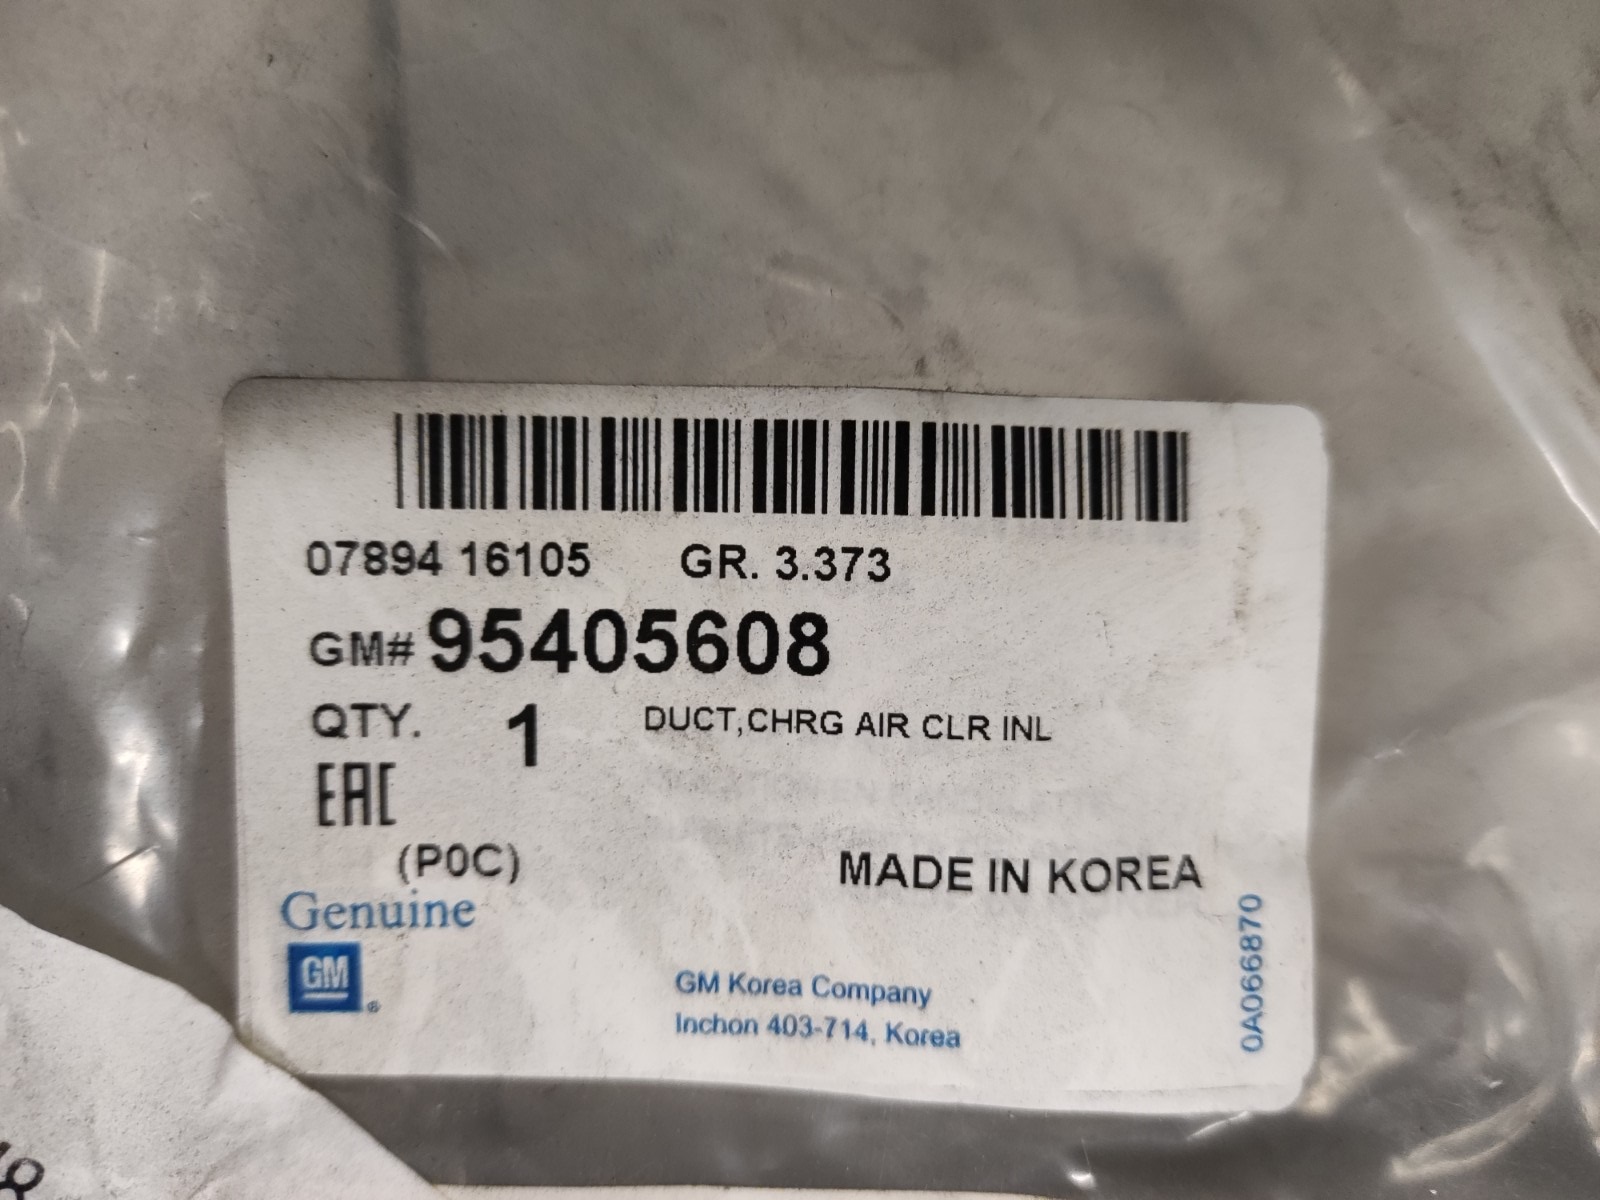 07894 16105 GR. 3.373
GM# 95405608
QTY. 1 DUCT,CHRG AIR CLR INL
EAC
(P0C)
MADE IN KOREA
Genuine
GM
®
GM Korea Company
Inchon 403-714, Korea
0A066870